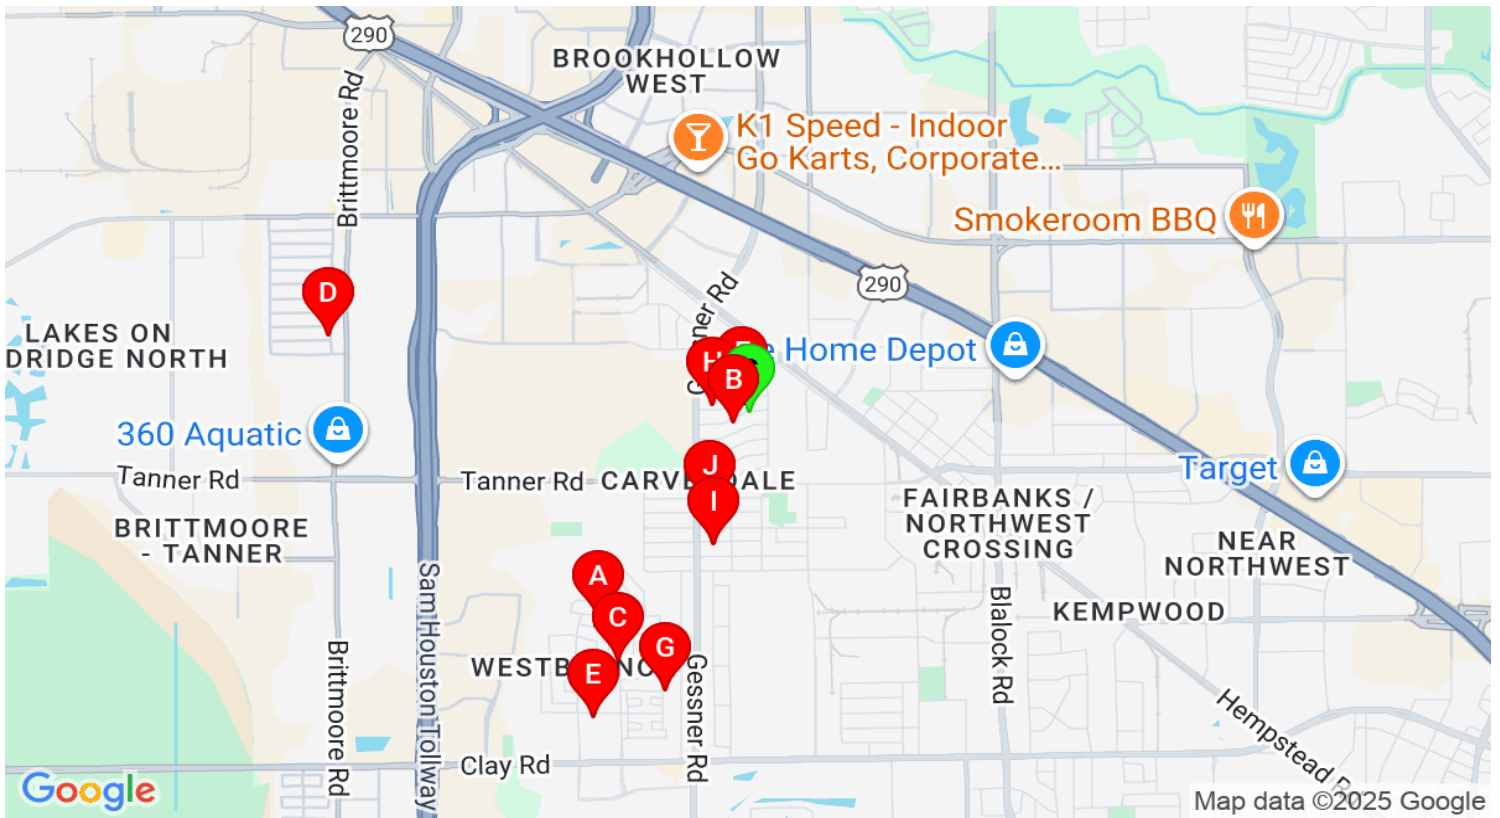 290
BROOKHOLLOW
WEST
Brittmoore Rd
K1 Speed - Indoor
Go Karts, Corporate...
Smokeroom BBQ
290
D
LAKES ON
DRIDGE NORTH
H
B
Home Depot
360 Aquatic
Tanner Rd
Tanner Rd
J
I
Target
BRITTMOORE
- TANNER
FAIRBANKS /
NORTHWEST
CROSSING
NEAR
NORTHWEST
A
C
G
E
KEMPWOOD
Sam Houston Tollway
Blalock Rd
Brittmoore Rd
Gessner Rd
Clay Rd
Hempstead
Google
Map data ©2025 Google